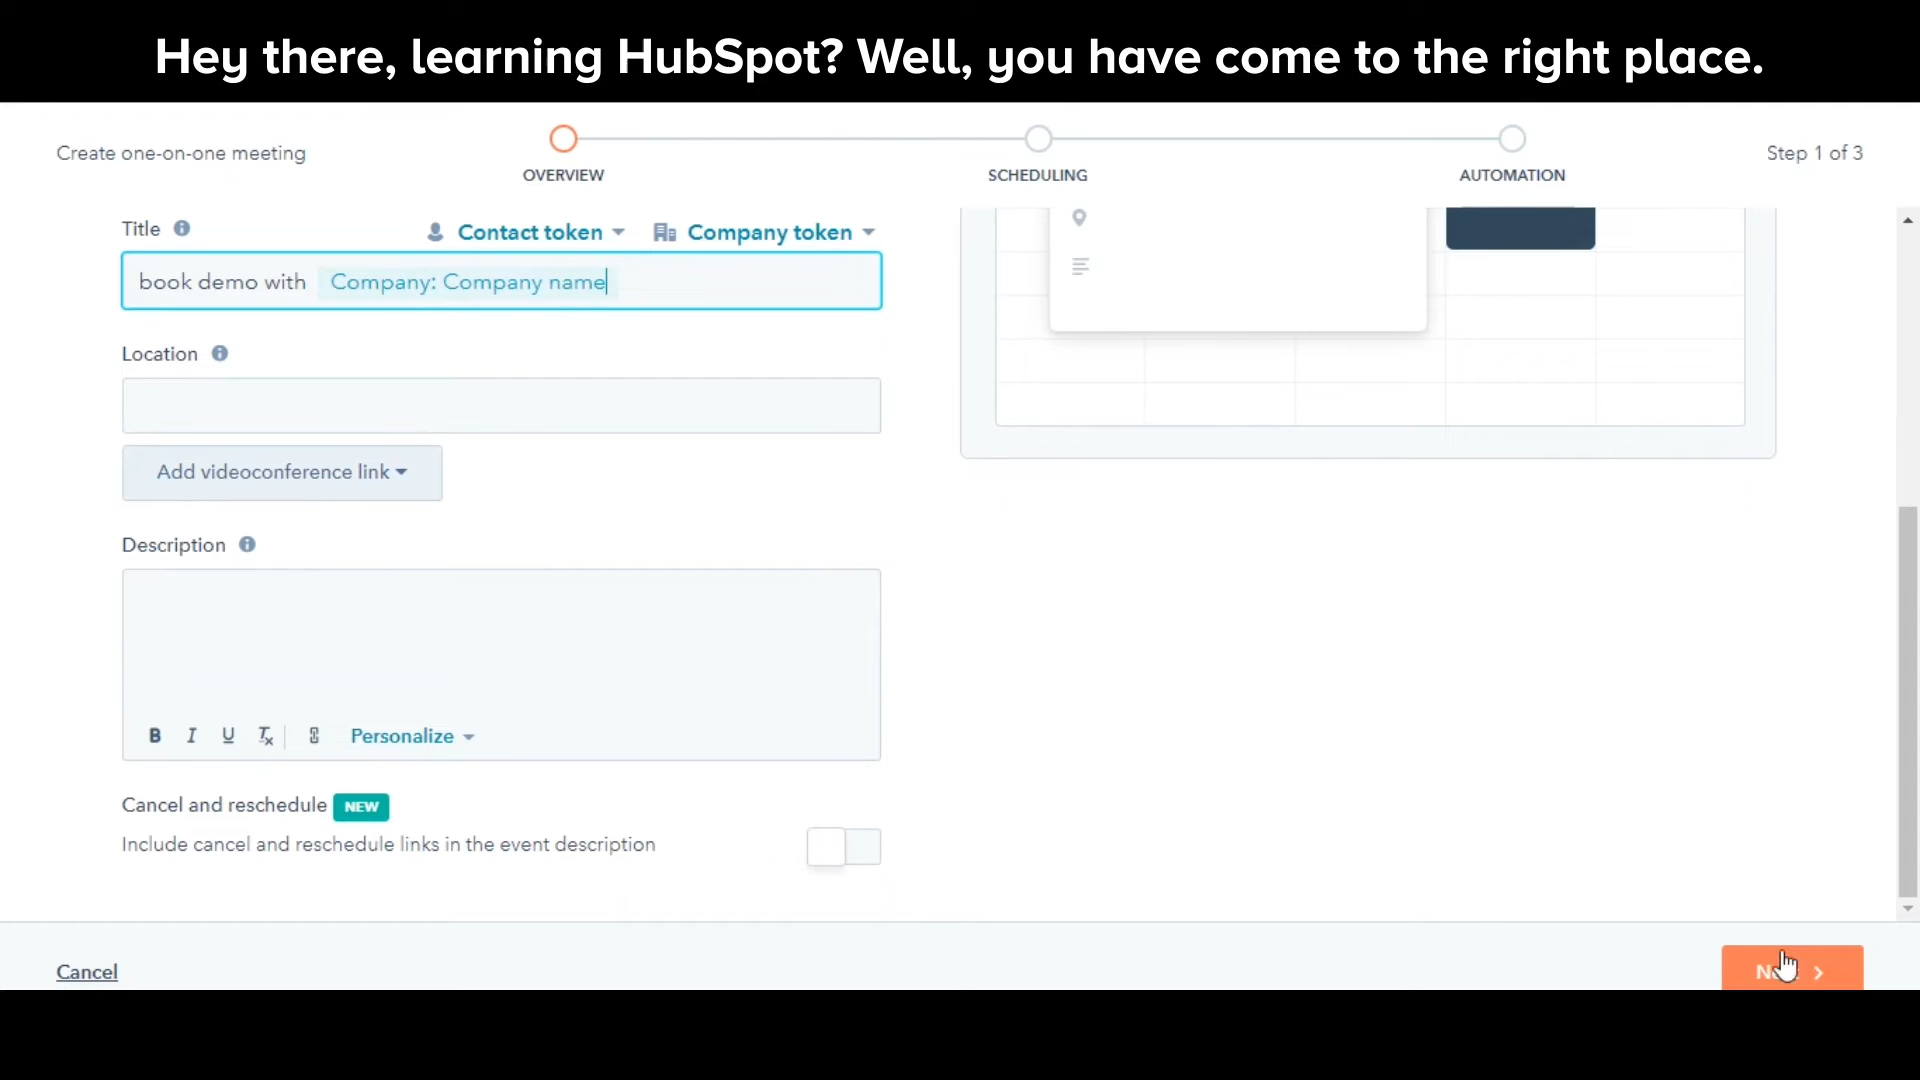 Hey there, learning HubSpot? Well, you have come to the right place.
Create one-on-one meeting
OVERVIEW
SCHEDULING
AUTOMATION
Step 1 of 3
Title
Contact token
Company token
book demo with Company: Company name
Location
Add videoconference link
Description
B I U Tx
Personalize
Cancel and reschedule NEW
Include cancel and reschedule links in the event description
Cancel